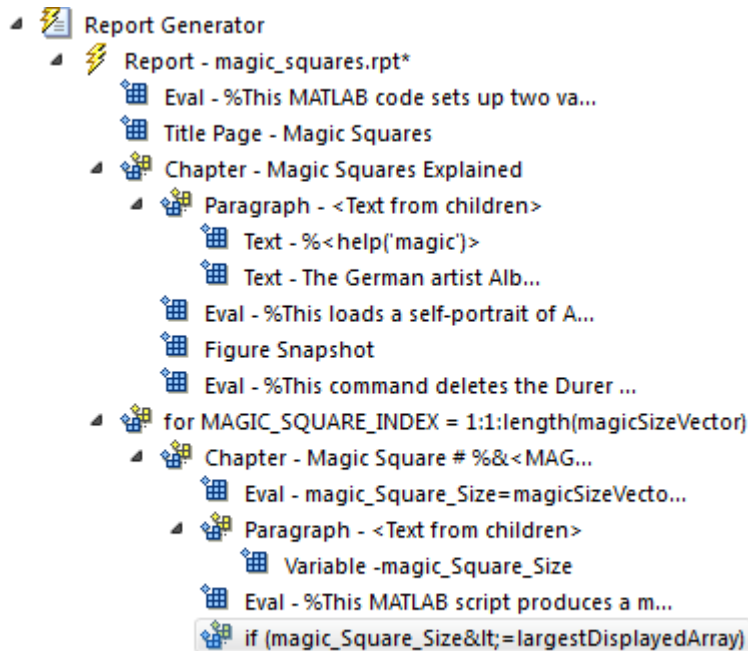 Report Generator
Report - magic_squares.rpt*
Eval - %This MATLAB code sets up two va...
Title Page - Magic Squares
Chapter - Magic Squares Explained
Paragraph - <Text from children>
Text - %<help('magic')>
Text - The German artist Alb...
Eval - %This loads a self-portrait of A...
Figure Snapshot
Eval - %This command deletes the Durer ...
for MAGIC_SQUARE_INDEX = 1:1:length(magicSizeVector)
Chapter - Magic Square # %&<MAG...
Eval - magic_Square_Size=magicSizeVecto...
Paragraph - <Text from children>
Variable -magic_Square_Size
Eval - %This MATLAB script produces a m...
if (magic_Square_Size&lt;=largestDisplayedArray)